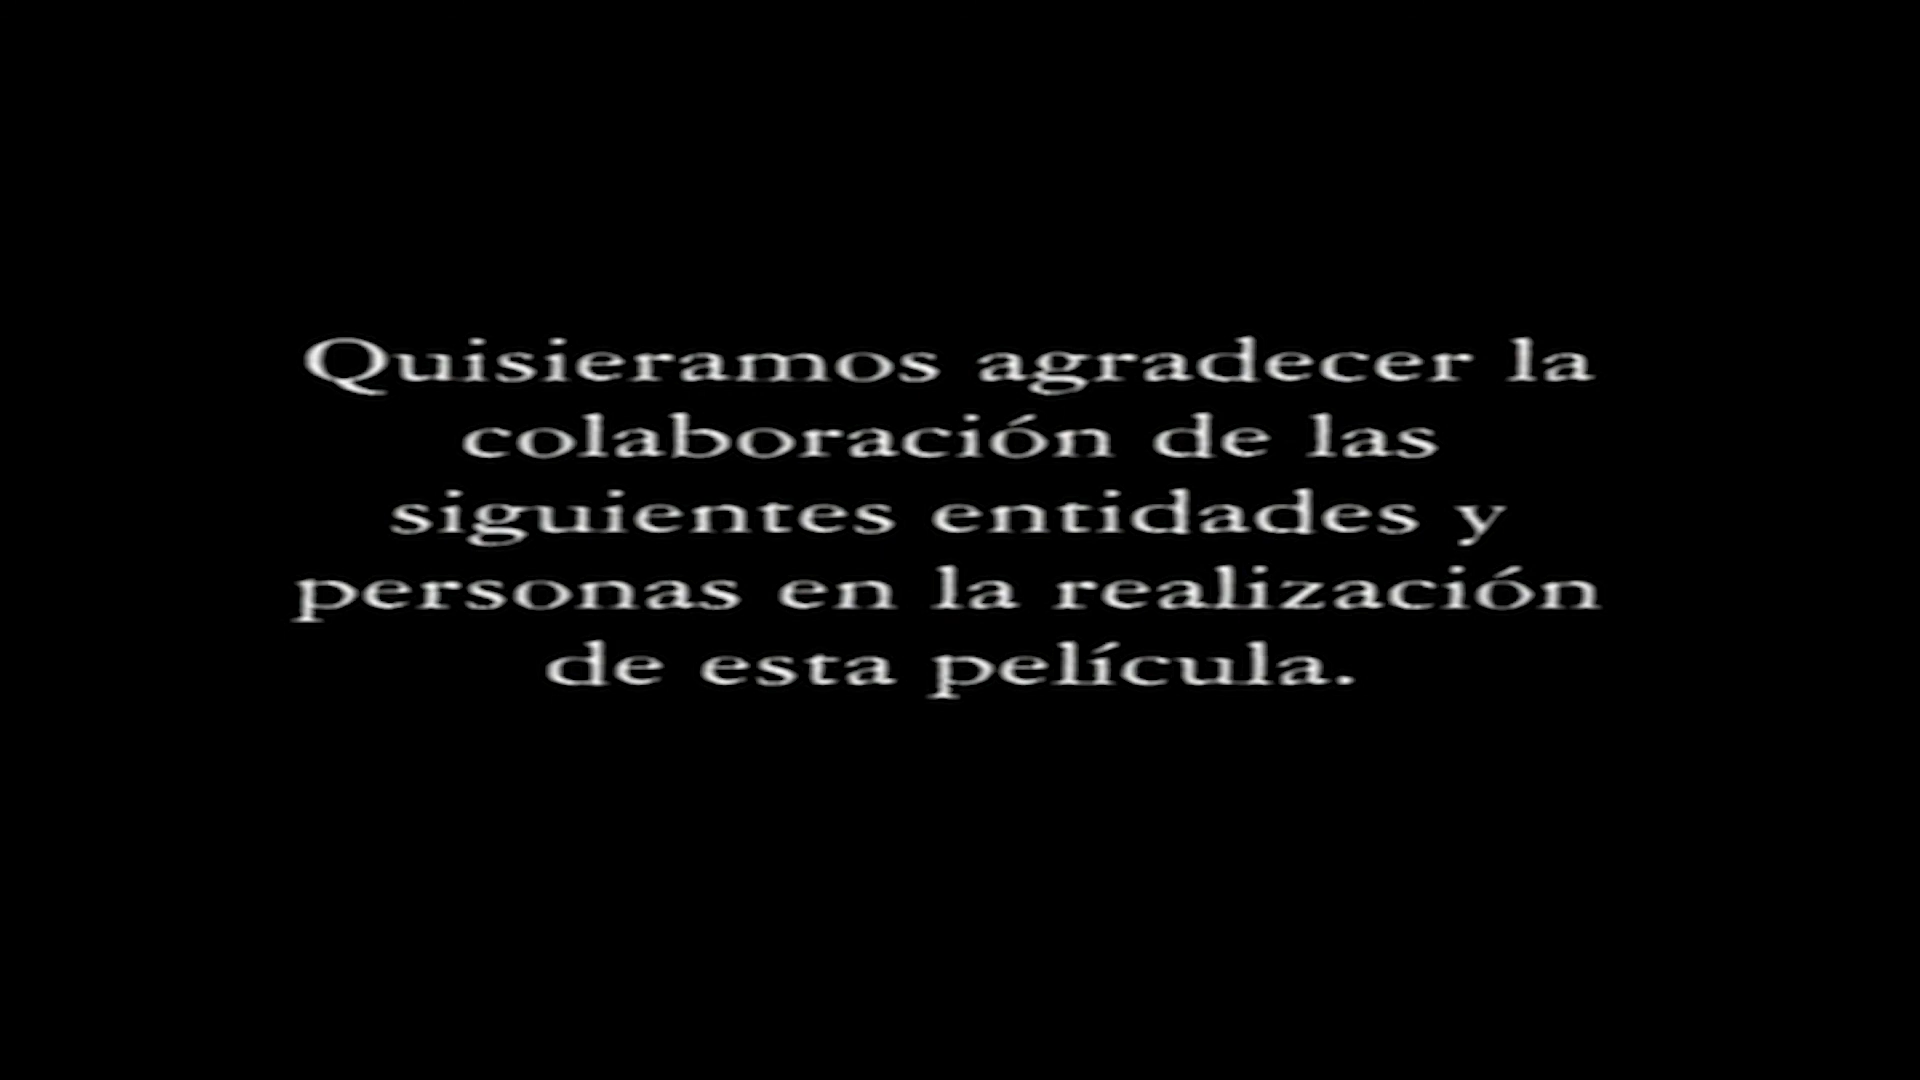 Quisieramos agradecer la
colaboración de las
siguientes entidades y
personas en la realización
de esta película.